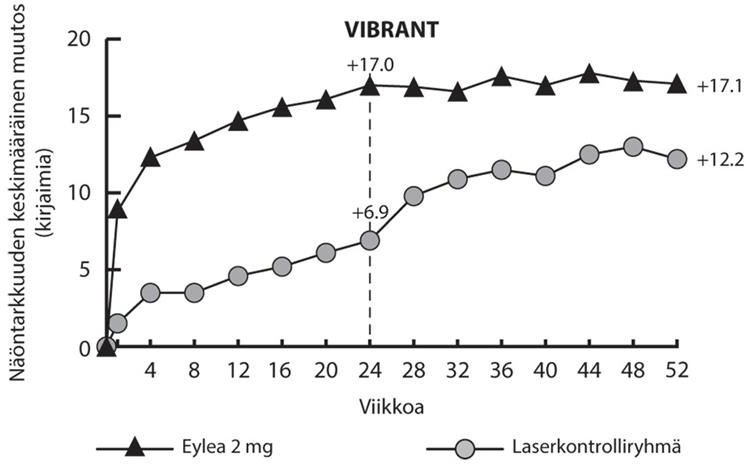 VIBRANT
Näöntarkkuuden keskimääräinen muutos
(kirjaimia)
20
15
10
5
0
+17.0
+17.1
+6.9
+12.2
4 8 12 16 20 24 28 32 36 40 44 48 52
Viikkoa
Eylea 2 mg
Laserkontrolliryhmä